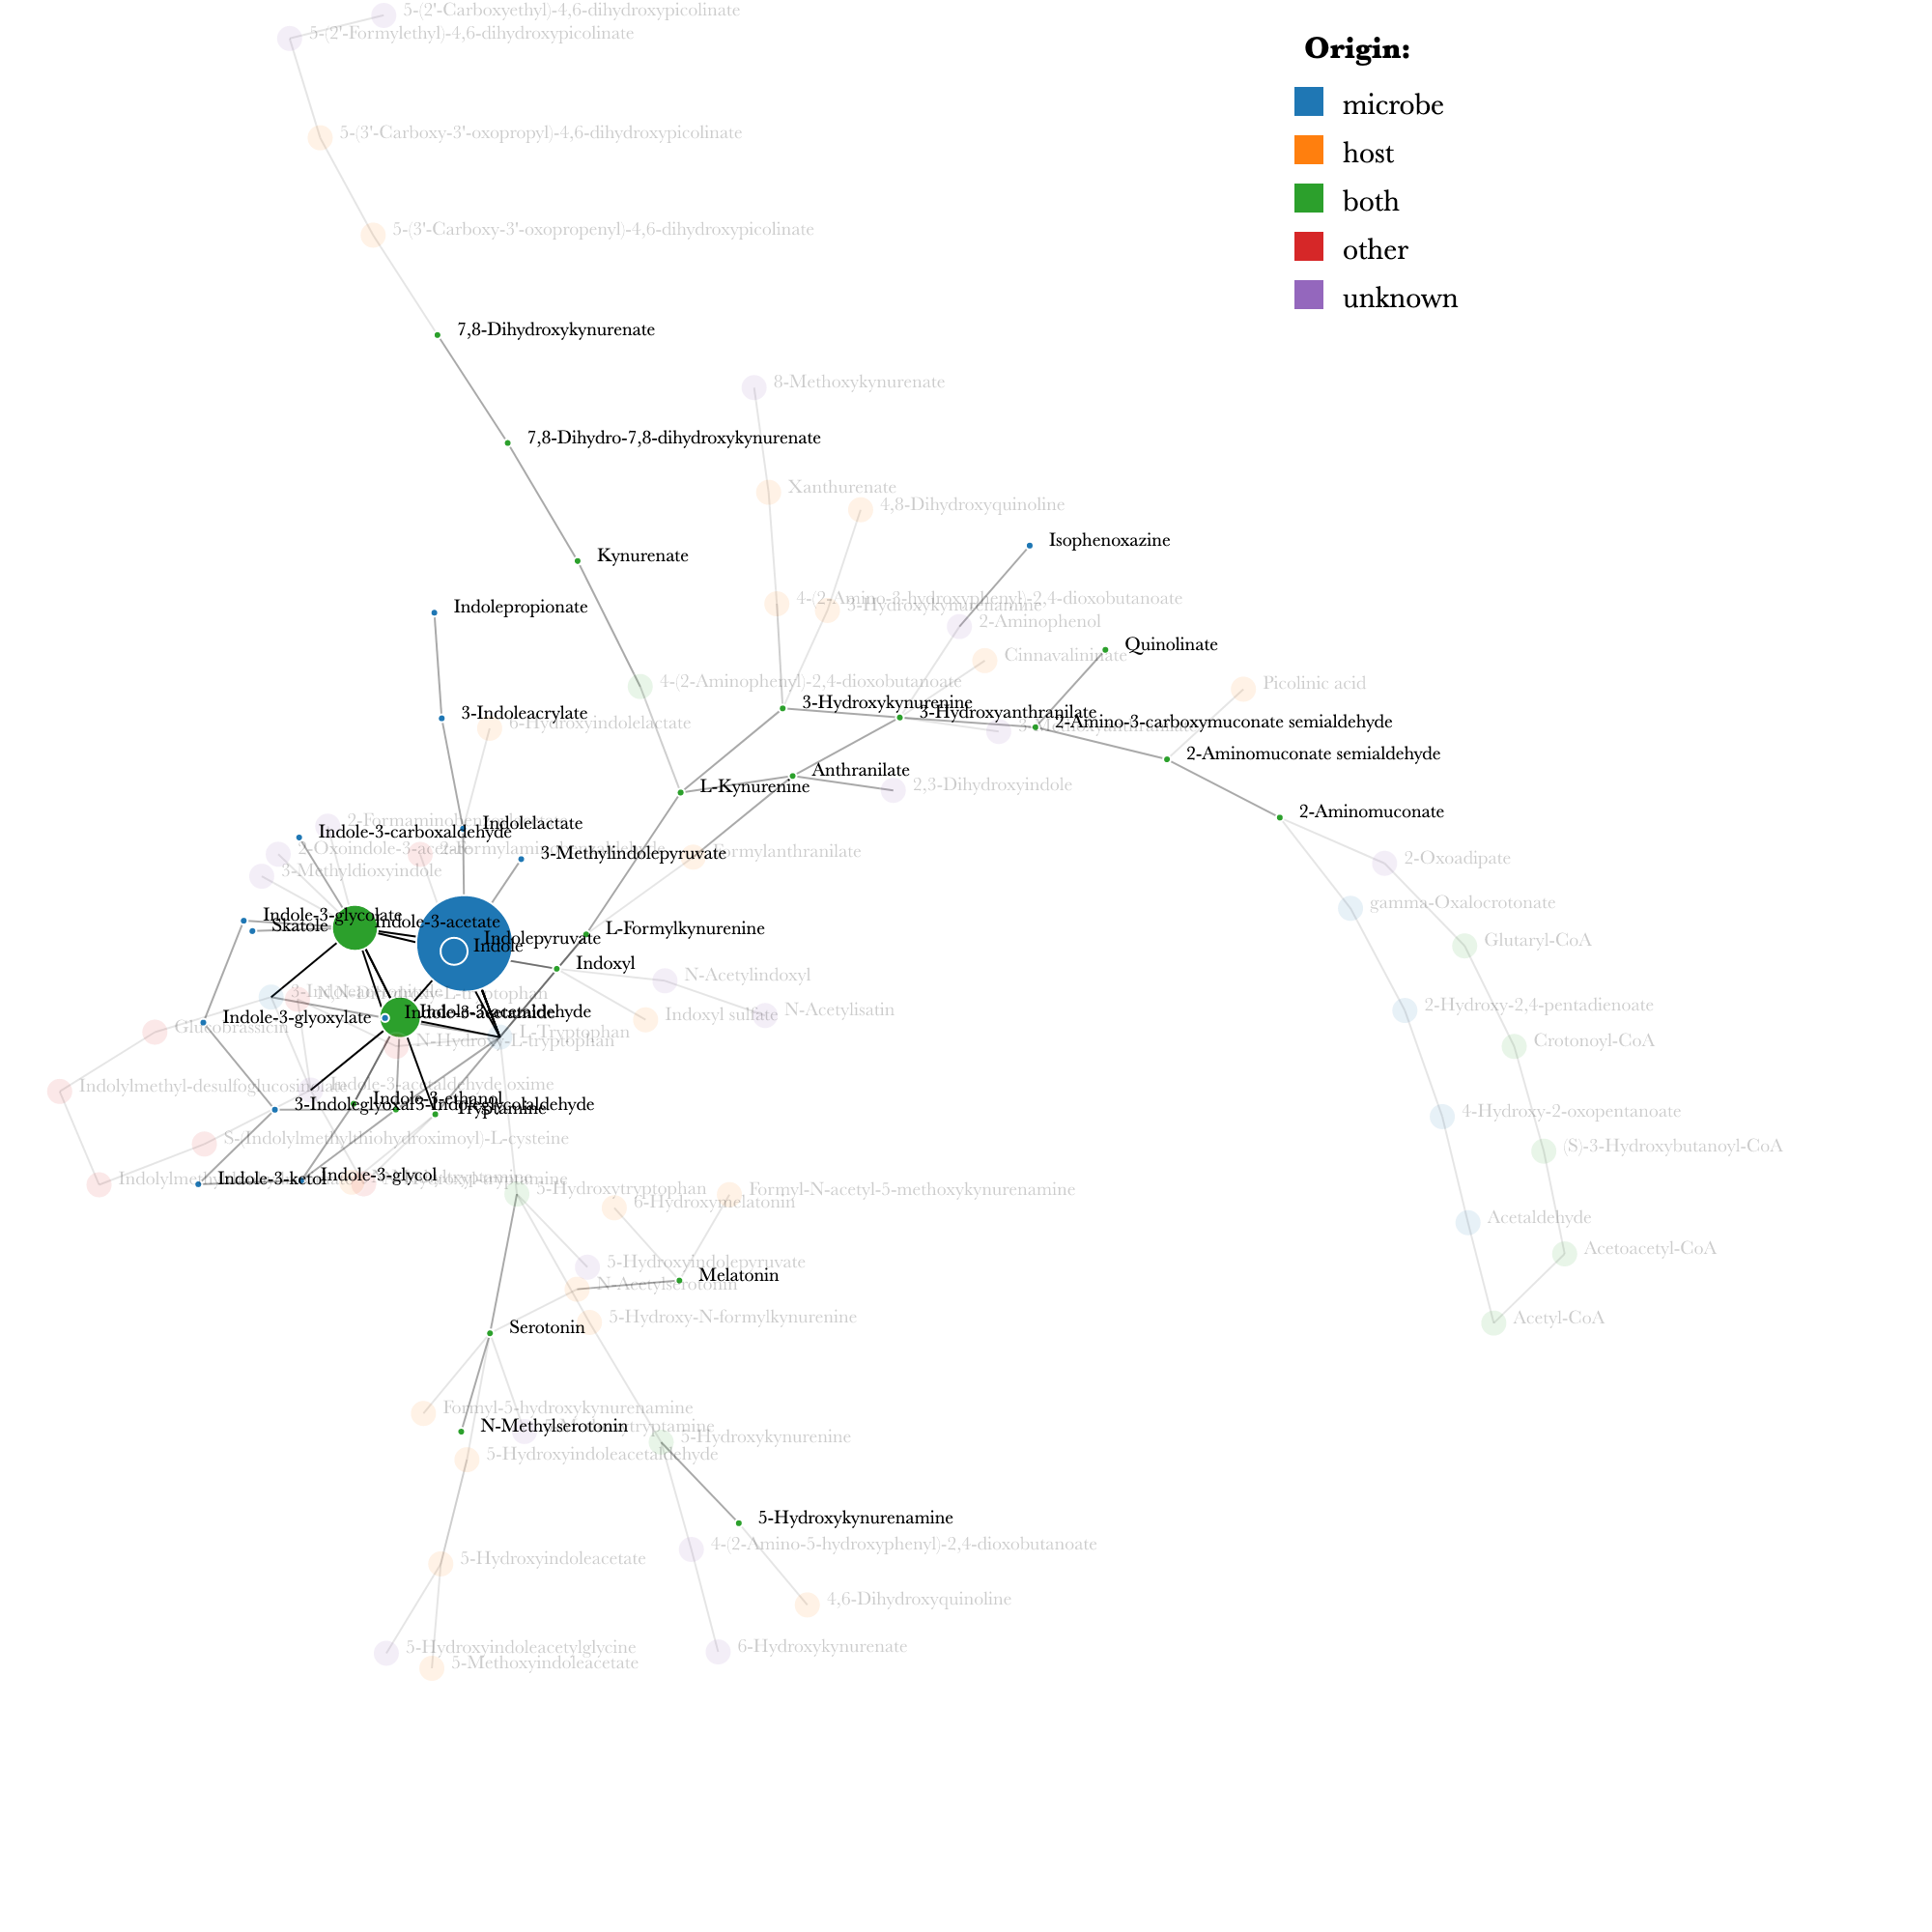 5-(2'-Carboxyethyl)-4,6-dihydroxypicolinate
5-(2'-Formylethyl)-4,6-dihydroxypicolinate
Origin:
microbe
host
both
other
unknown
5-(3'-Carboxy-3'-oxopropyl)-4,6-dihydroxypicolinate
5-(3'-Carboxy-3'-oxopropenyl)-4,6-dihydroxypicolinate
7,8-Dihydroxykynurenate
8-Methoxykynurenate
7,8-Dihydro-7,8-dihydroxykynurenate
Xanthurenate
4,8-Dihydroxyquinoline
Isophenoxazine
Kynurenate
4-(2-Amino-3-hydroxyphenyl)-2,4-dioxobutanoate
3-Hydroxykynurenamine
Indolepropionate
2-Aminophenol
Quinolinate
Cinnavalininate
4-(2-Aminophenyl)-2,4-dioxobutanoate
Picolinic acid
3-Hydroxykynurenine
3-Hydroxyanthranilate
3-Indoleacrylate
6-Hydroxyindolelactate
2-Amino-3-carboxymuconate semialdehyde
2-Aminomuconate semialdehyde
Anthranilate
L-Kynurenine
2,3-Dihydroxyindole
2-Aminomuconate
Indolelactate
Indole-3-carboxaldehyde
2-Oxoindole-3-acetate
3-Methylindolepyruvate
Formylanthranilate
2-Oxoadipate
3-Methyldioxyindole
gamma-Oxalocrotonate
Indole-3-glycolate
Skatole
Indole-3-acetate
L-Formylkynurenine
Indolepyruvate
Indole
Glutaryl-CoA
Indoxyl
N-Acetylindoxyl
2-Hydroxy-2,4-pentadienoate
N-Acetylisatin
Indoxyl sulfate
Indole-3-glyoxylate
Indole-3-acetamide
Indole-3-acetaldehyde
Glucobrassicin
L-Tryptophan
N-Hydroxy-L-tryptophan
Crotonoyl-CoA
Indole-3-acetaldehyde oxime
Indolylmethyl-desulfoglucosinolate
Indole-3-ethanol
3-Indoleglycolaldehyde
Tryptamine
4-Hydroxy-2-oxopentanoate
S-(Indolylmethylthiohydroximoyl)-L-cysteine
(S)-3-Hydroxybutanoyl-CoA
Indole-3-ketol
Indole-3-glycol
5-Hydroxytryptophan
Formyl-N-acetyl-5-methoxykynurenamine
6-Hydroxymelatonin
Acetaldehyde
Acetoacetyl-CoA
5-Hydroxyindolepyruvate
Melatonin
N-Acetylserotonin
5-Hydroxy-N-formylkynurenine
Acetyl-CoA
Serotonin
Formyl-5-hydroxykynurenamine
N-Methylserotonin
5-Hydroxykynurenine
5-Hydroxyindoleacetaldehyde
5-Hydroxykynurenamine
4-(2-Amino-5-hydroxyphenyl)-2,4-dioxobutanoate
5-Hydroxyindoleacetate
4,6-Dihydroxyquinoline
5-Hydroxyindoleacetylglycine
6-Hydroxykynurenate
5-Methoxyindoleacetate